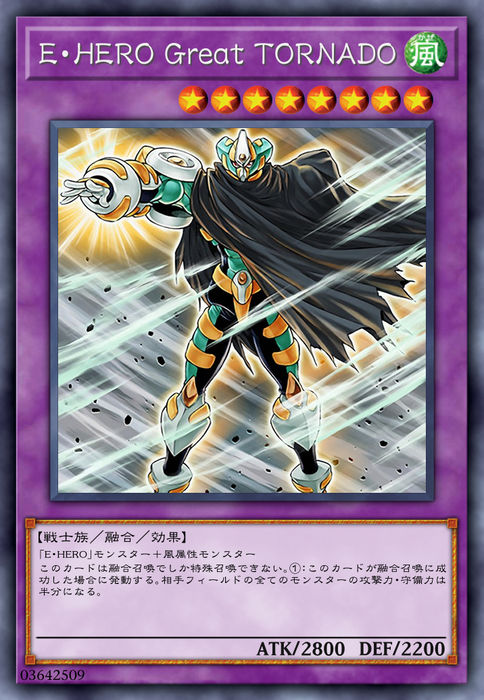 E・HERO Great TORNADO
かぜ
風
【戦士族／融合／効果】
「E・HERO」モンスター＋風属性モンスター
このカードは融合召喚でしか特殊召喚できない。①：このカードが融合召喚に成
功した場合に発動する。相手フィールドの全てのモンスターの攻撃力・守備力は
半分になる。
ATK/2800 DEF/2200
03642509